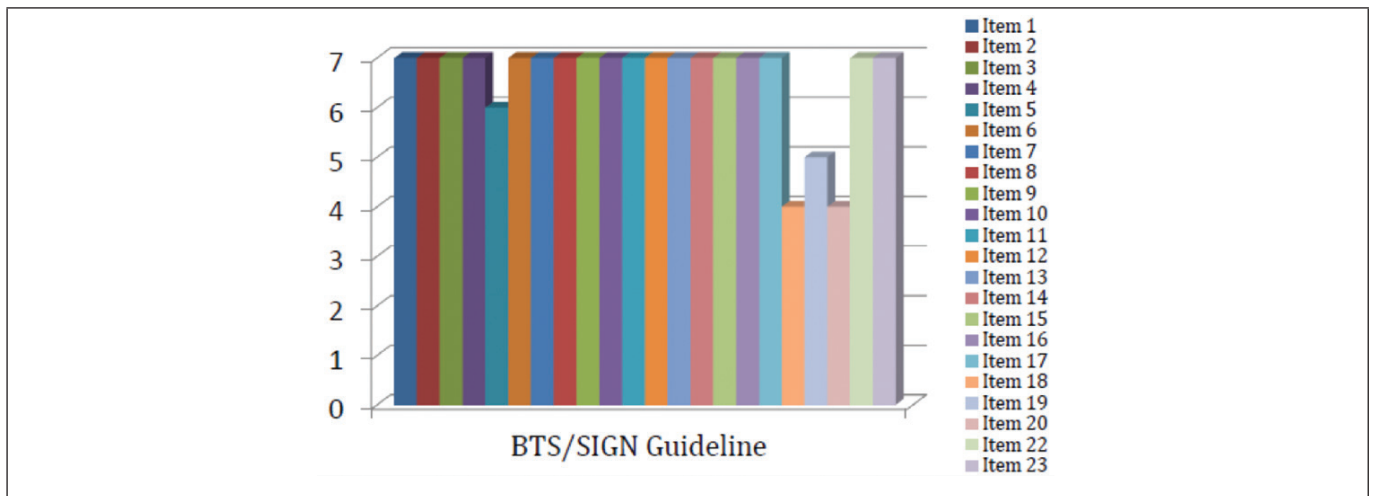 7
6
5
4
3
2
1
0
BTS/SIGN Guideline
Item 1
Item 2
Item 3
Item 4
Item 5
Item 6
Item 7
Item 8
Item 9
Item 10
Item 11
Item 12
Item 13
Item 14
Item 15
Item 16
Item 17
Item 18
Item 19
Item 20
Item 22
Item 23